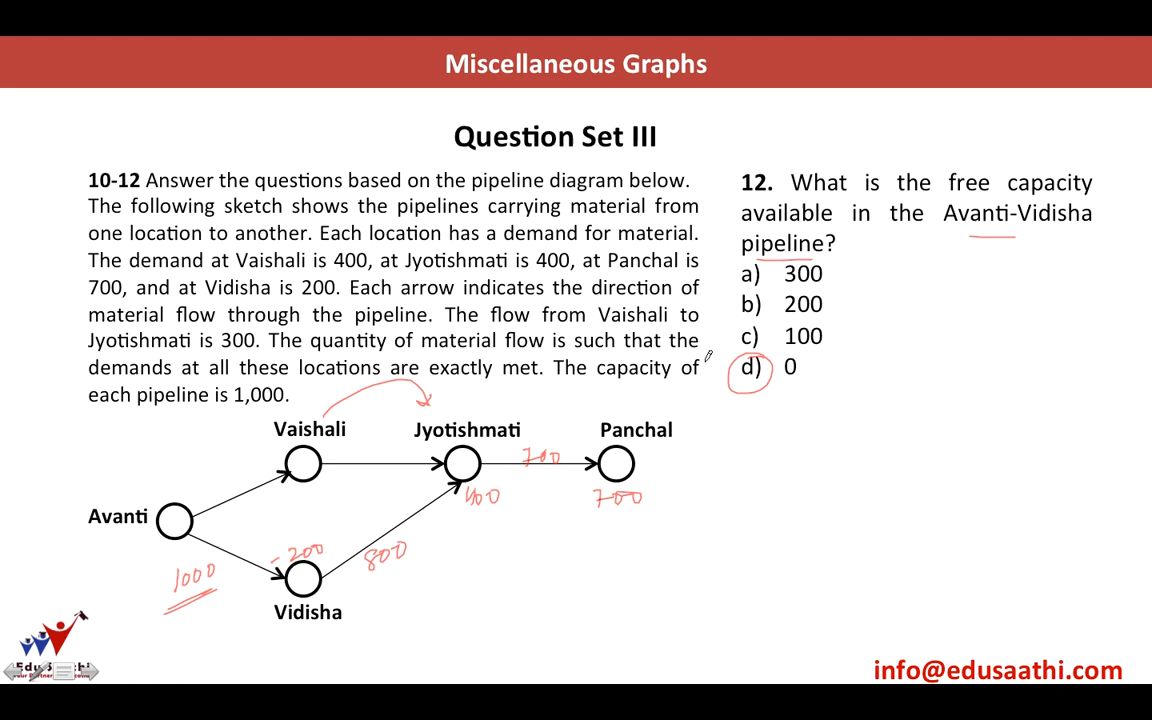 Miscellaneous Graphs
Question Set III
10-12 Answer the questions based on the pipeline diagram below.
The following sketch shows the pipelines carrying material from
one location to another. Each location has a demand for material.
The demand at Vaishali is 400, at Jyotishmati is 400, at Panchal is
700, and at Vidisha is 200. Each arrow indicates the direction of
material flow through the pipeline. The flow from Vaishali to
Jyotishmati is 300. The quantity of material flow is such that the
demands at all these locations are exactly met. The capacity of
each pipeline is 1,000.
12. What is the free capacity
available in the Avanti-Vidisha
pipeline?
a) 300
b) 200
c) 100
d) 0
Vaishali
Jyotishmati
Panchal
700
400
700
Avanti
-200
800
1000
Vidisha
info@edusaathi.com